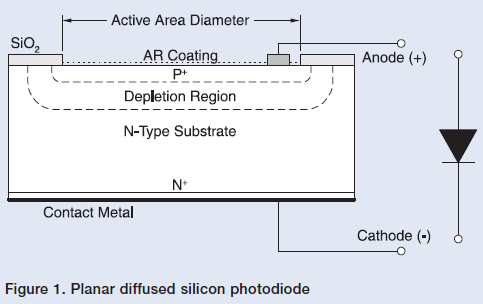 Active Area Diameter
SiO2
AR Coating
Anode (+)
P+
Depletion Region
N-Type Substrate
N+
Contact Metal
Cathode (-)
Figure 1. Planar diffused silicon photodiode